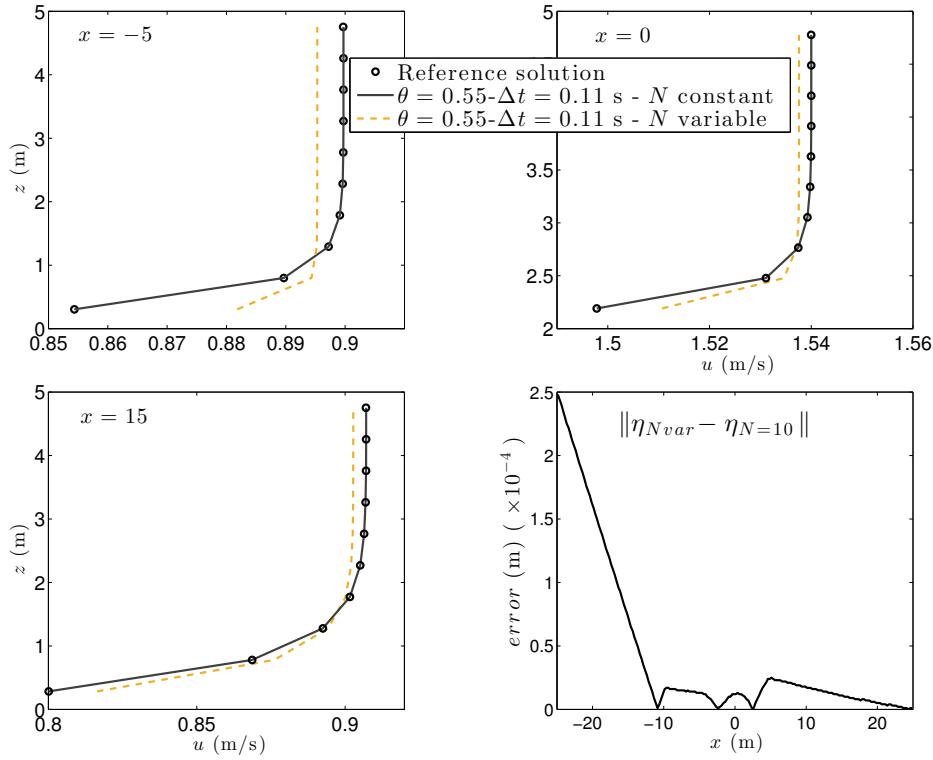 x = −5
5
4
3
2
1
0
z (m)
0.85 0.86 0.87 0.88 0.89 0.9
x = 0
5
3.5
3
2.5
2
1.5 1.52 1.54 1.56
u (m/s)
Reference solution
θ = 0.55-Δt = 0.11 s - N constant
θ = 0.55-Δt = 0.11 s - N variable
x = 15
5
4
3
2
1
0
z (m)
0.8 0.85 0.9
u (m/s)
‖η_{Nvar} − η_{N=10}‖
2.5
2
1.5
1
0.5
0
error (m) ( ×10⁻⁴)
−20 −10 0 10 20
x (m)